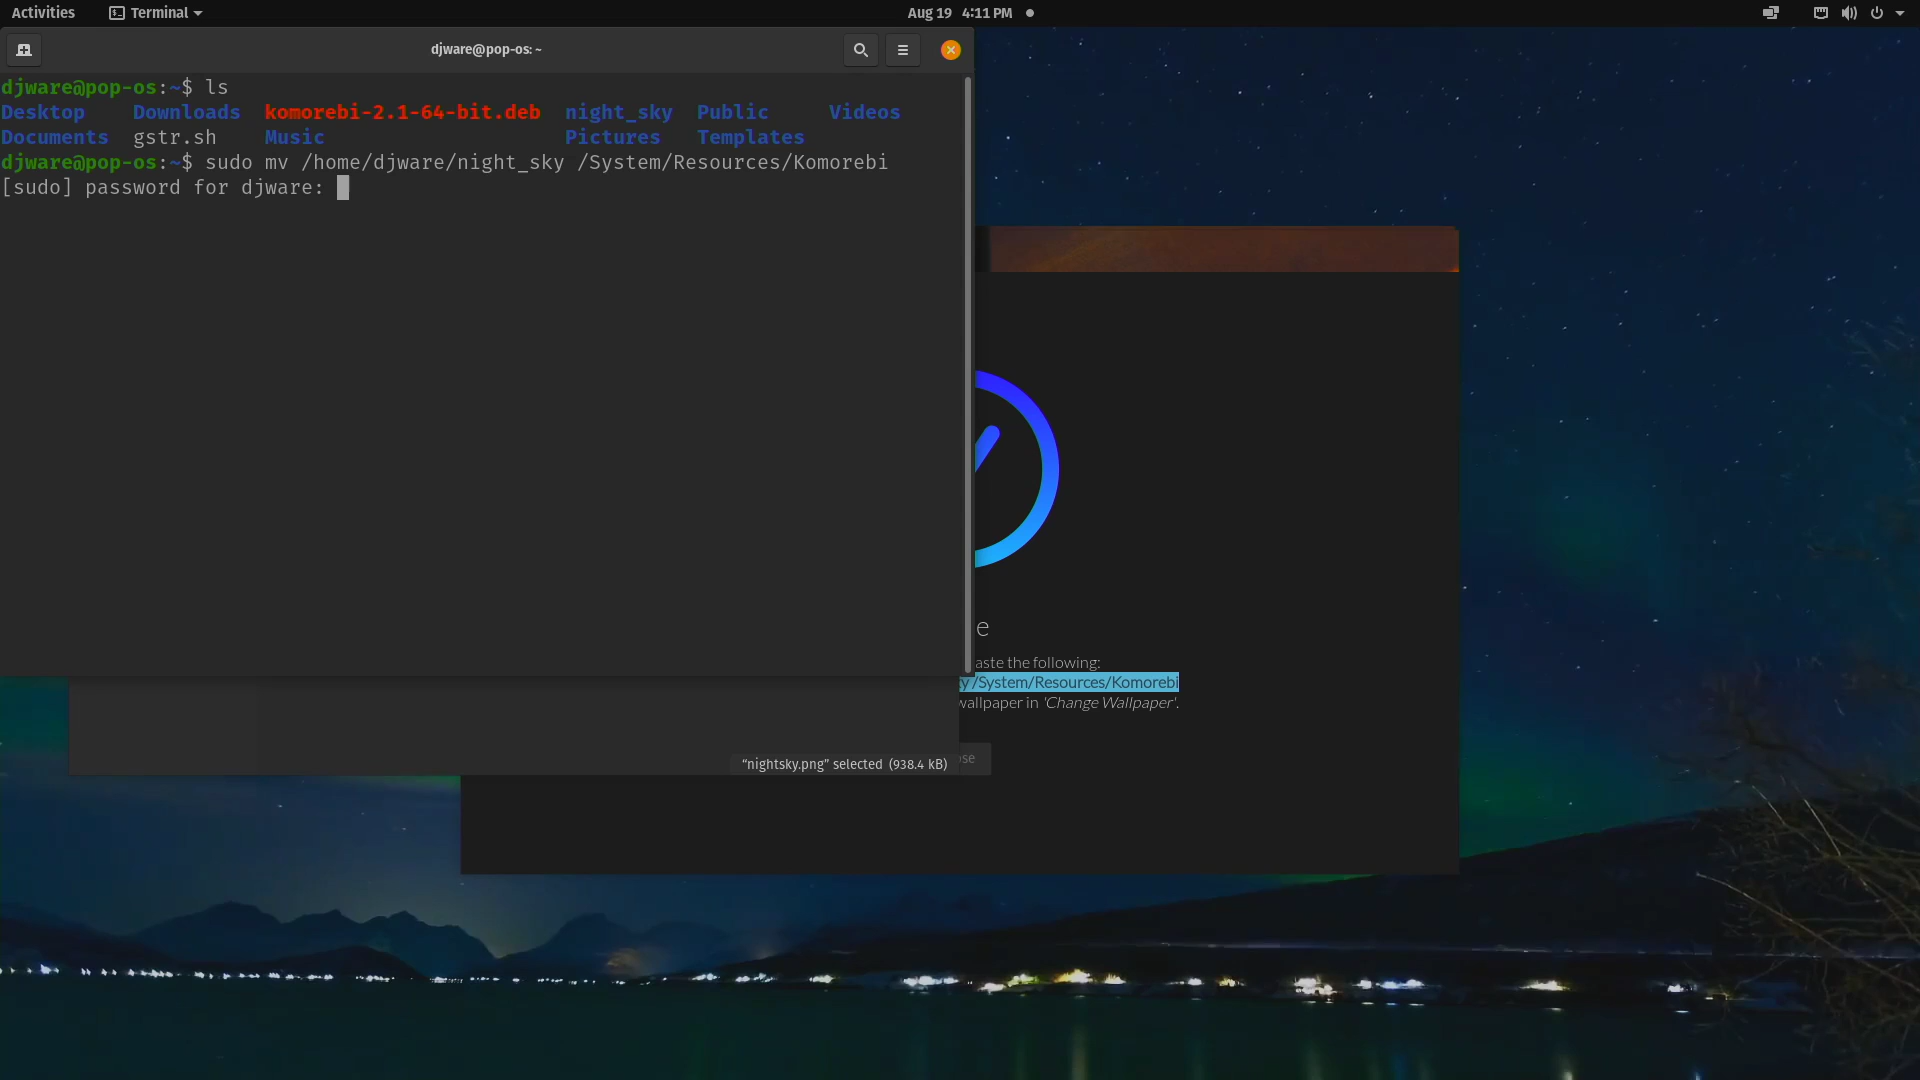 Activities
Terminal
Aug 19 4:11 PM
djware@pop-os: ~
djware@pop-os:~$ ls
Desktop Downloads komorebi-2.1-64-bit.deb night_sky Public Videos
Documents gstr.sh Music Pictures Templates
djware@pop-os:~$ sudo mv /home/djware/night_sky /System/Resources/Komorebi
[sudo] password for djware:
e
aste the following:
y /System/Resources/Komorebi
wallpaper in 'Change Wallpaper'.
ose
“nightsky.png” selected (938.4 kB)